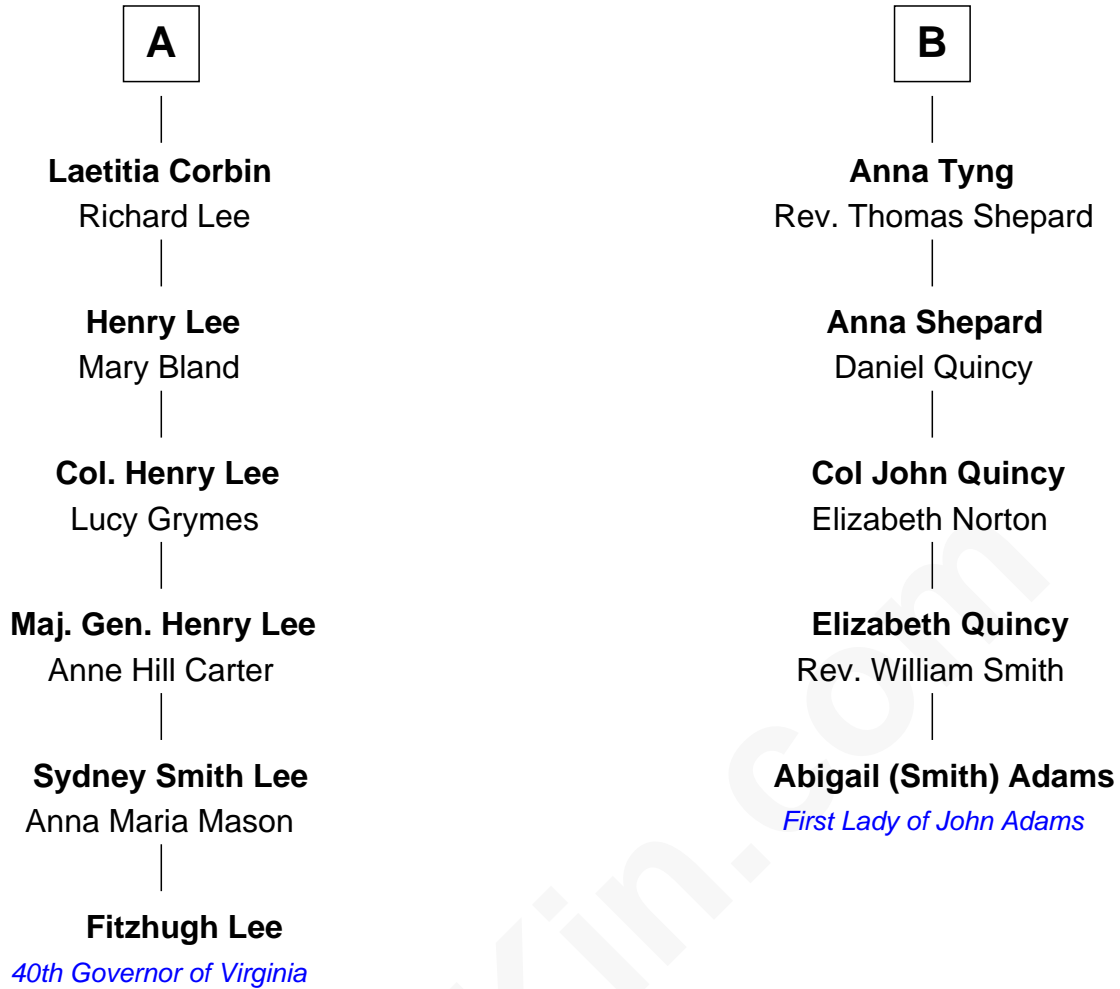 A
Laetitia Corbin
Richard Lee
Henry Lee
Mary Bland
Col. Henry Lee
Lucy Grymes
Maj. Gen. Henry Lee
Anne Hill Carter
Sydney Smith Lee
Anna Maria Mason
Fitzhugh Lee
40th Governor of Virginia
B
Anna Tyng
Rev. Thomas Shepard
Anna Shepard
Daniel Quincy
Col John Quincy
Elizabeth Norton
Elizabeth Quincy
Rev. William Smith
Abigail (Smith) Adams
First Lady of John Adams
Kin.com